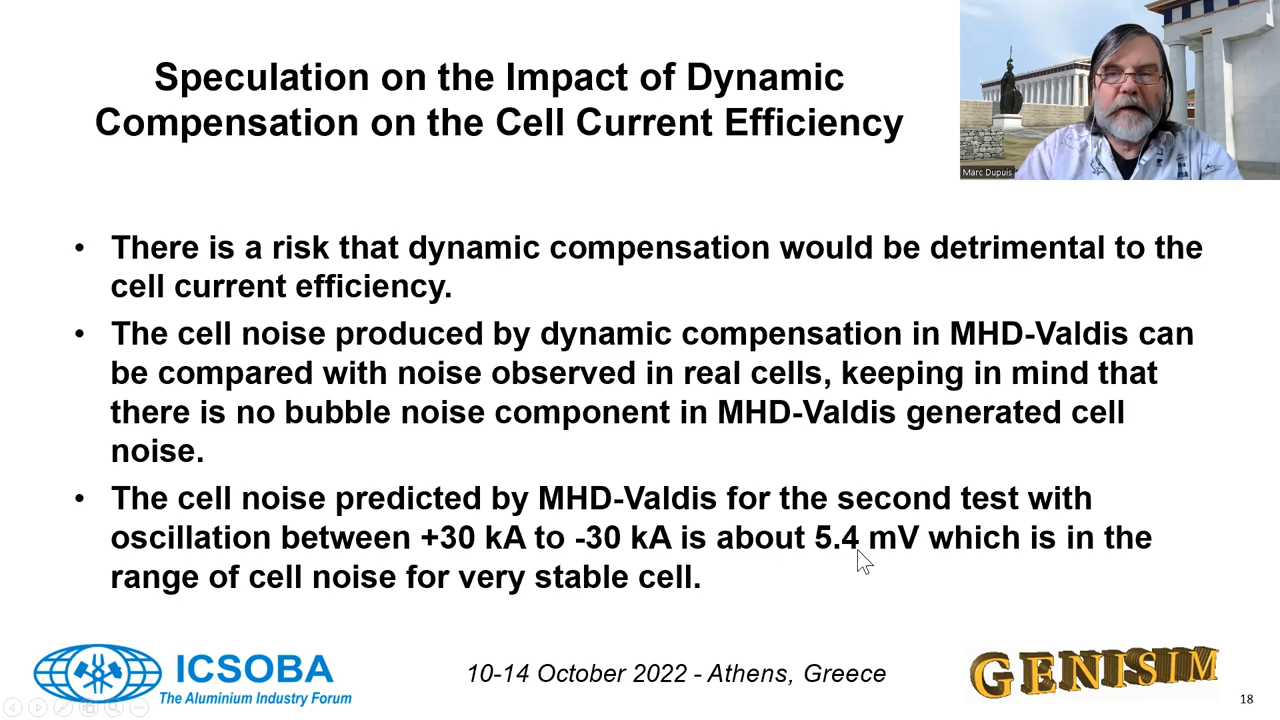 Speculation on the Impact of Dynamic
Compensation on the Cell Current Efficiency
Marc Dupuis
• There is a risk that dynamic compensation would be detrimental to the
cell current efficiency.
• The cell noise produced by dynamic compensation in MHD-Valdis can
be compared with noise observed in real cells, keeping in mind that
there is no bubble noise component in MHD-Valdis generated cell
noise.
• The cell noise predicted by MHD-Valdis for the second test with
oscillation between +30 kA to -30 kA is about 5.4 mV which is in the
range of cell noise for very stable cell.
ICSOBA
The Aluminium Industry Forum
10-14 October 2022 - Athens, Greece
GENISIM
18